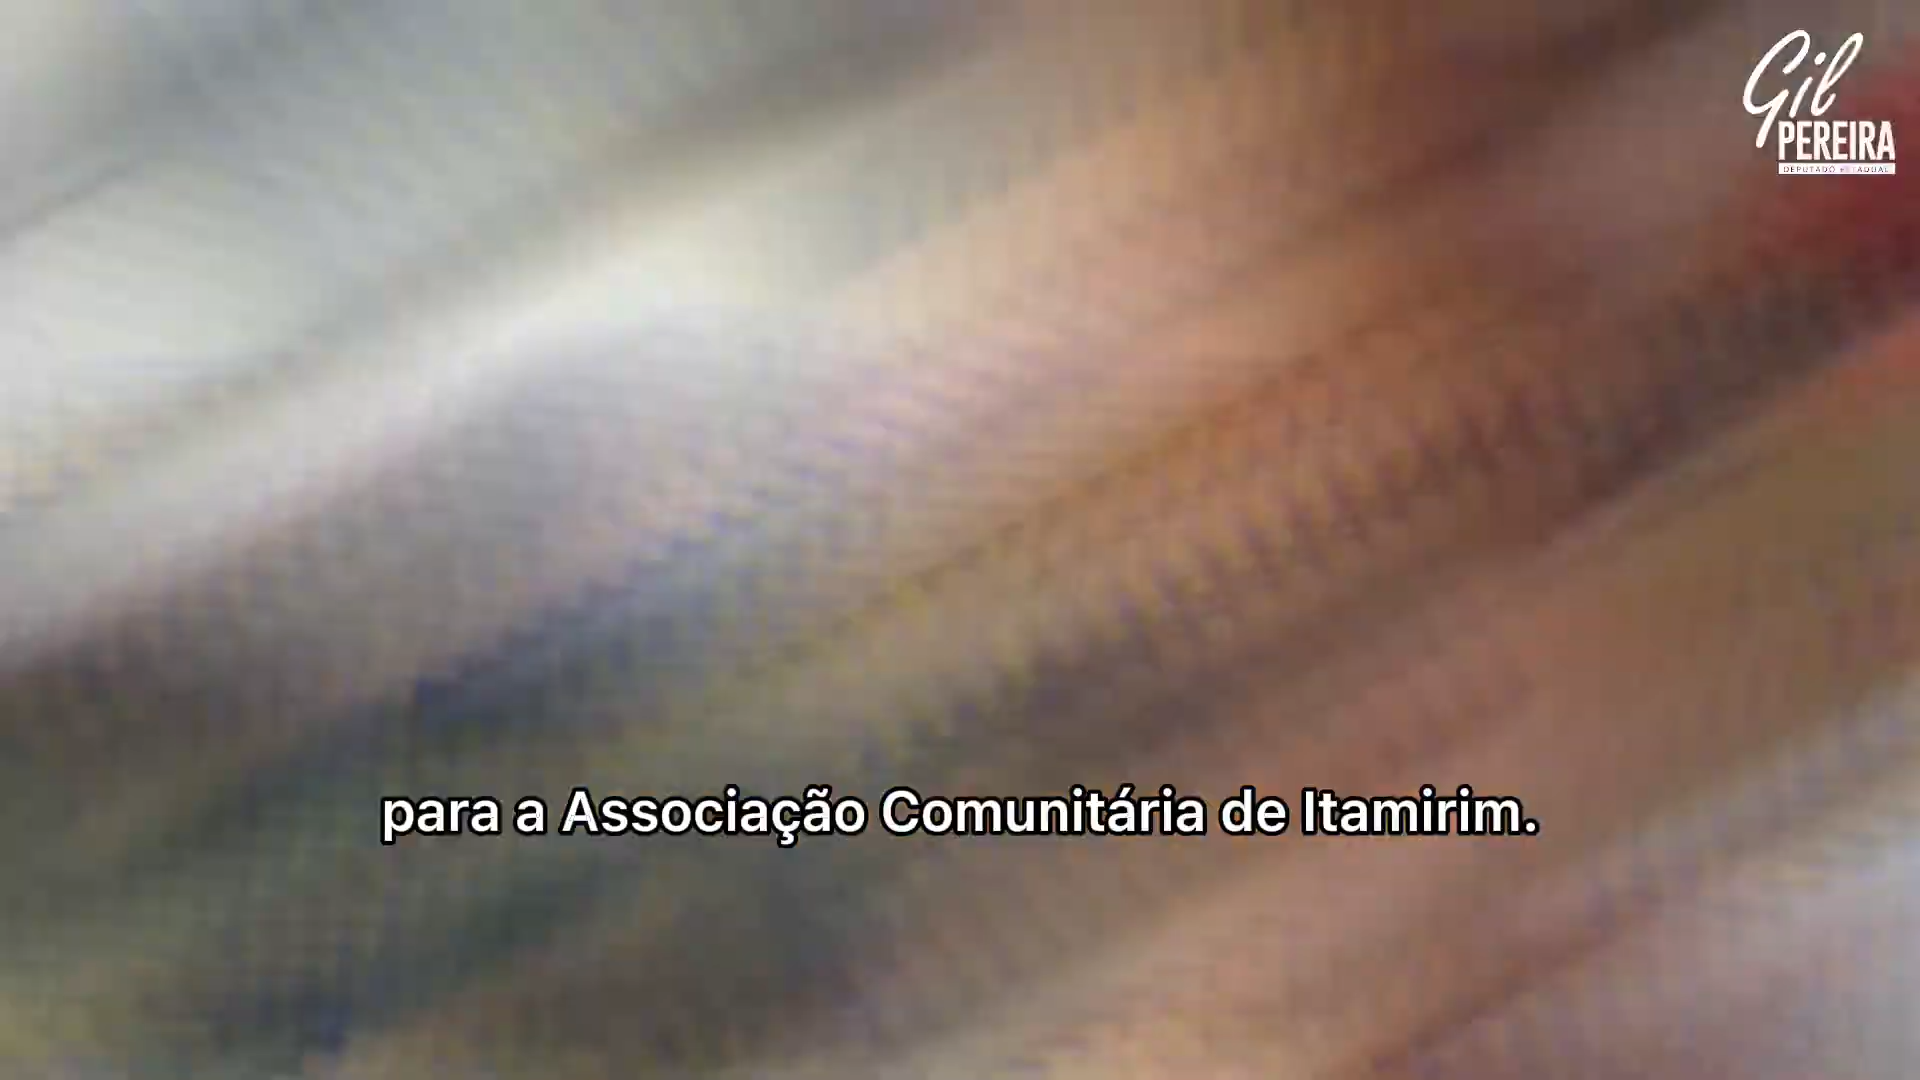 Gil
PEREIRA
DEPUTADO ESTADUAL
para a Associação Comunitária de Itamirim.